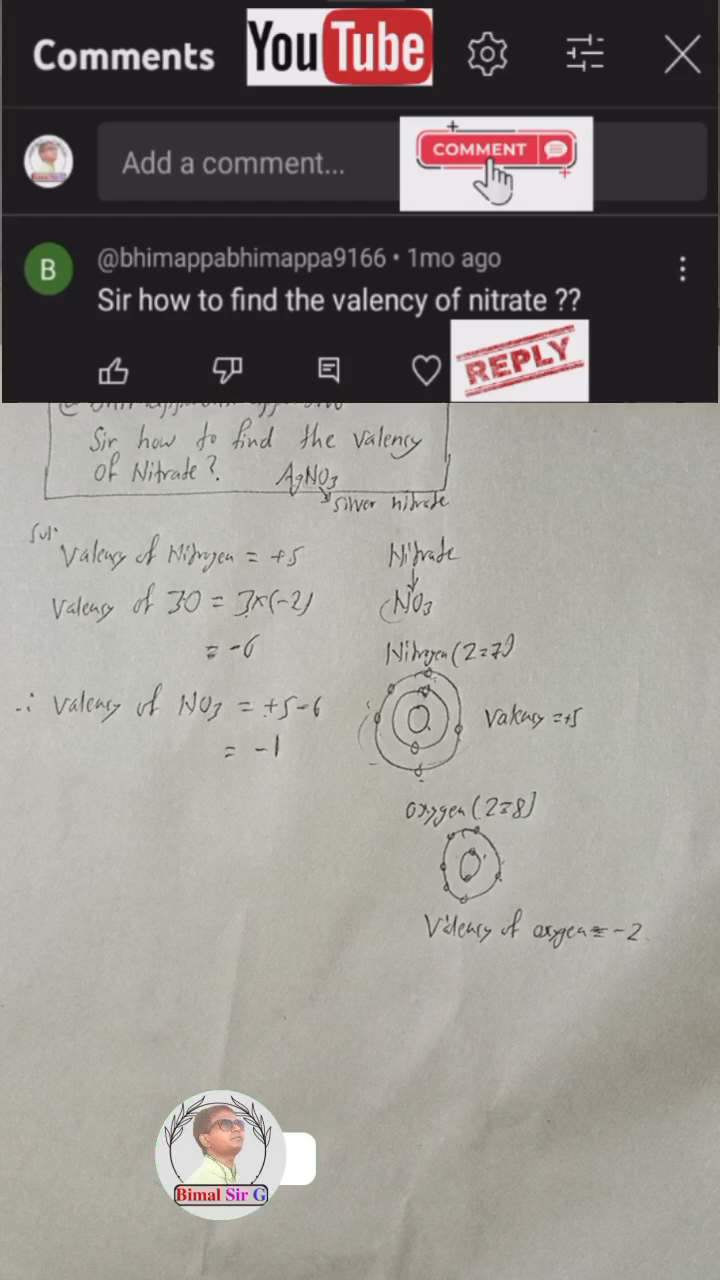 Comments
YouTube
Add a comment...
COMMENT
B
@bhimappabhimappa9166 • 1mo ago
Sir how to find the valency of nitrate ??
REPLY
Sir how to find the valency
of Nitrate?. AgNO3
silver nitrate
Sol.
Valency of Nitrogen = +5
Valency of 3O = 3x(-2)
= -6
∴ Valency of NO3 = +5-6
= -1
Nitrate
NO3
Nitrogen (Z=7)
Valency = +5
oxygen (Z=8)
Valency of oxygen = -2
Bimal Sir G